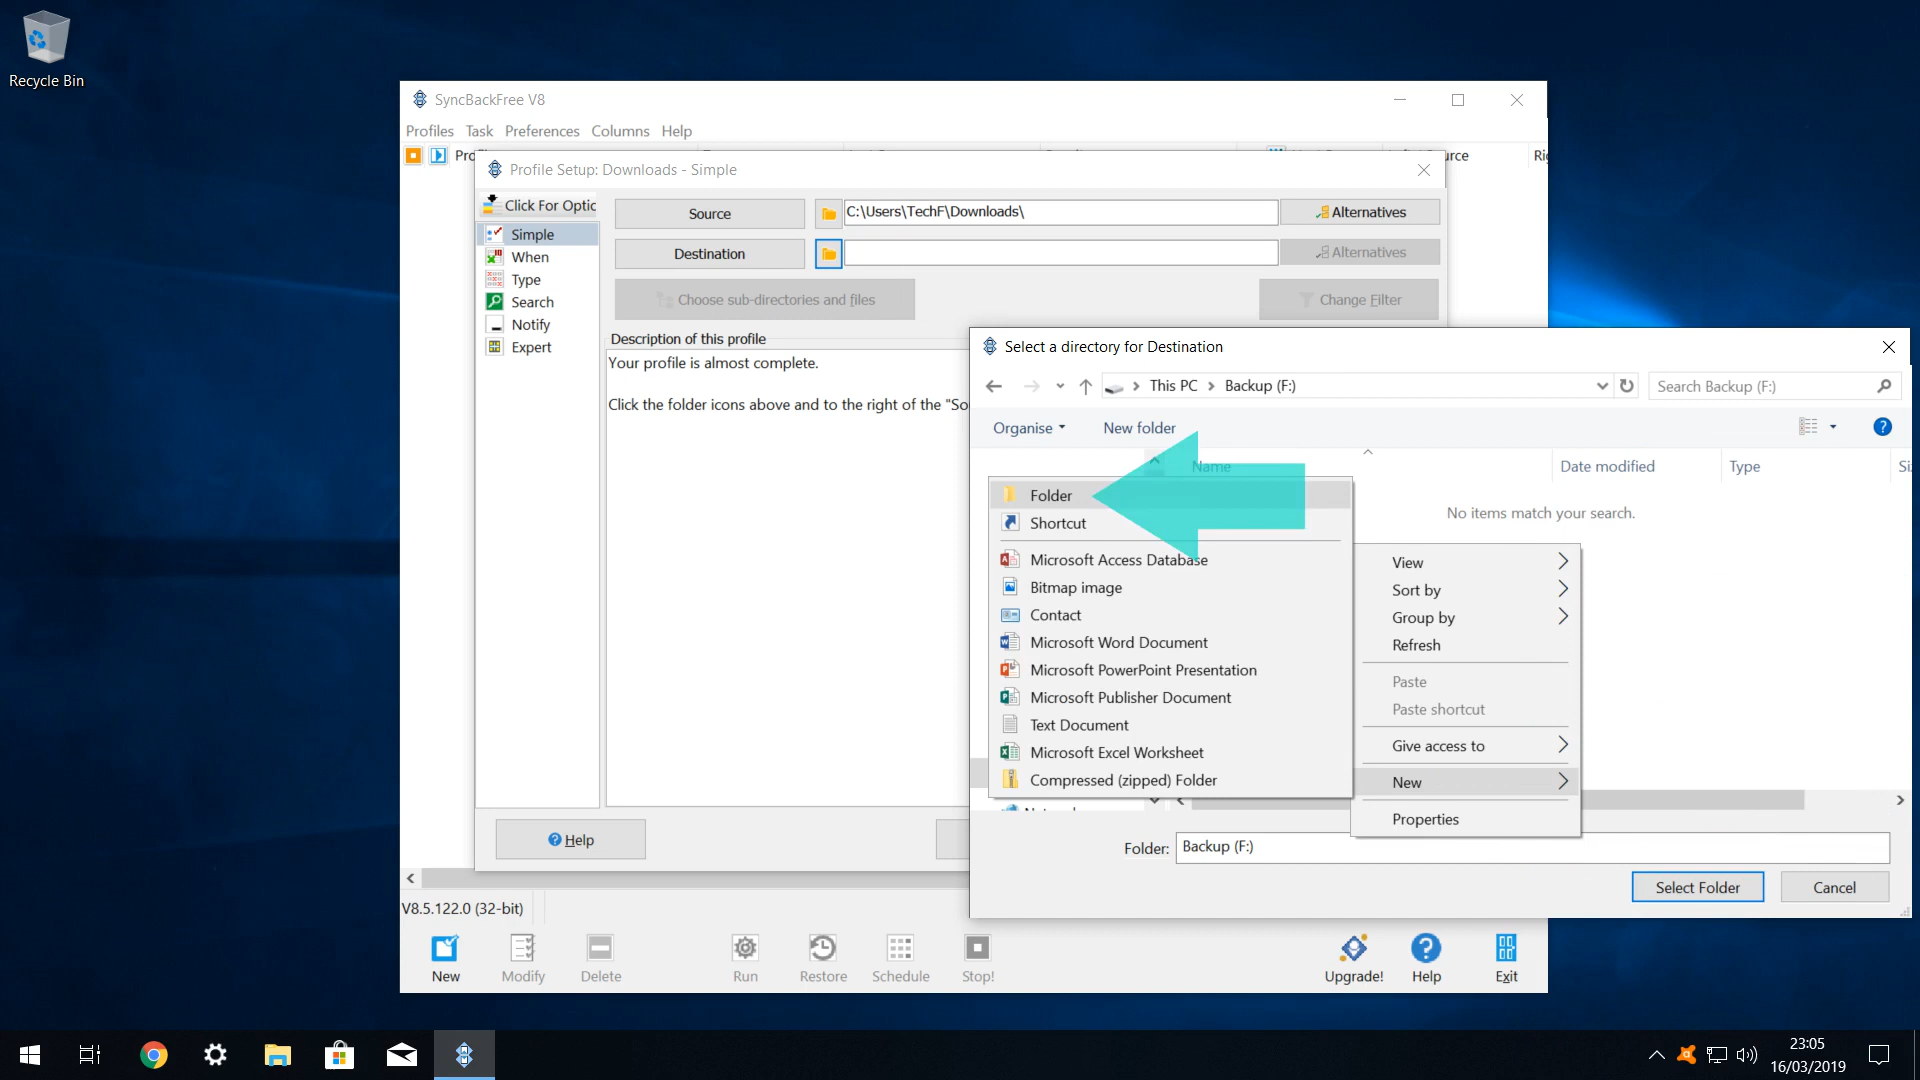 Recycle Bin
SyncBackFree V8
Profiles Task Preferences Columns Help
Profile Setup: Downloads - Simple
Click For Optic
Simple
When
Type
Search
Notify
Expert
Source
C:\Users\TechF\Downloads\
Alternatives
Destination
Alternatives
Choose sub-directories and files
Change Filter
Description of this profile
Your profile is almost complete.
Click the folder icons above and to the right of the "So
Help
Select a directory for Destination
This PC > Backup (F:)
Search Backup (F:)
Organise
New folder
Name
Date modified
Type
No items match your search.
Folder
Shortcut
Microsoft Access Database
Bitmap image
Contact
Microsoft Word Document
Microsoft PowerPoint Presentation
Microsoft Publisher Document
Text Document
Microsoft Excel Worksheet
Compressed (zipped) Folder
View
Sort by
Group by
Refresh
Paste
Paste shortcut
Give access to
New
Properties
Folder: Backup (F:)
Select Folder
Cancel
V8.5.122.0 (32-bit)
New Modify Delete Run Restore Schedule Stop! Upgrade! Help Exit
23:05
16/03/2019